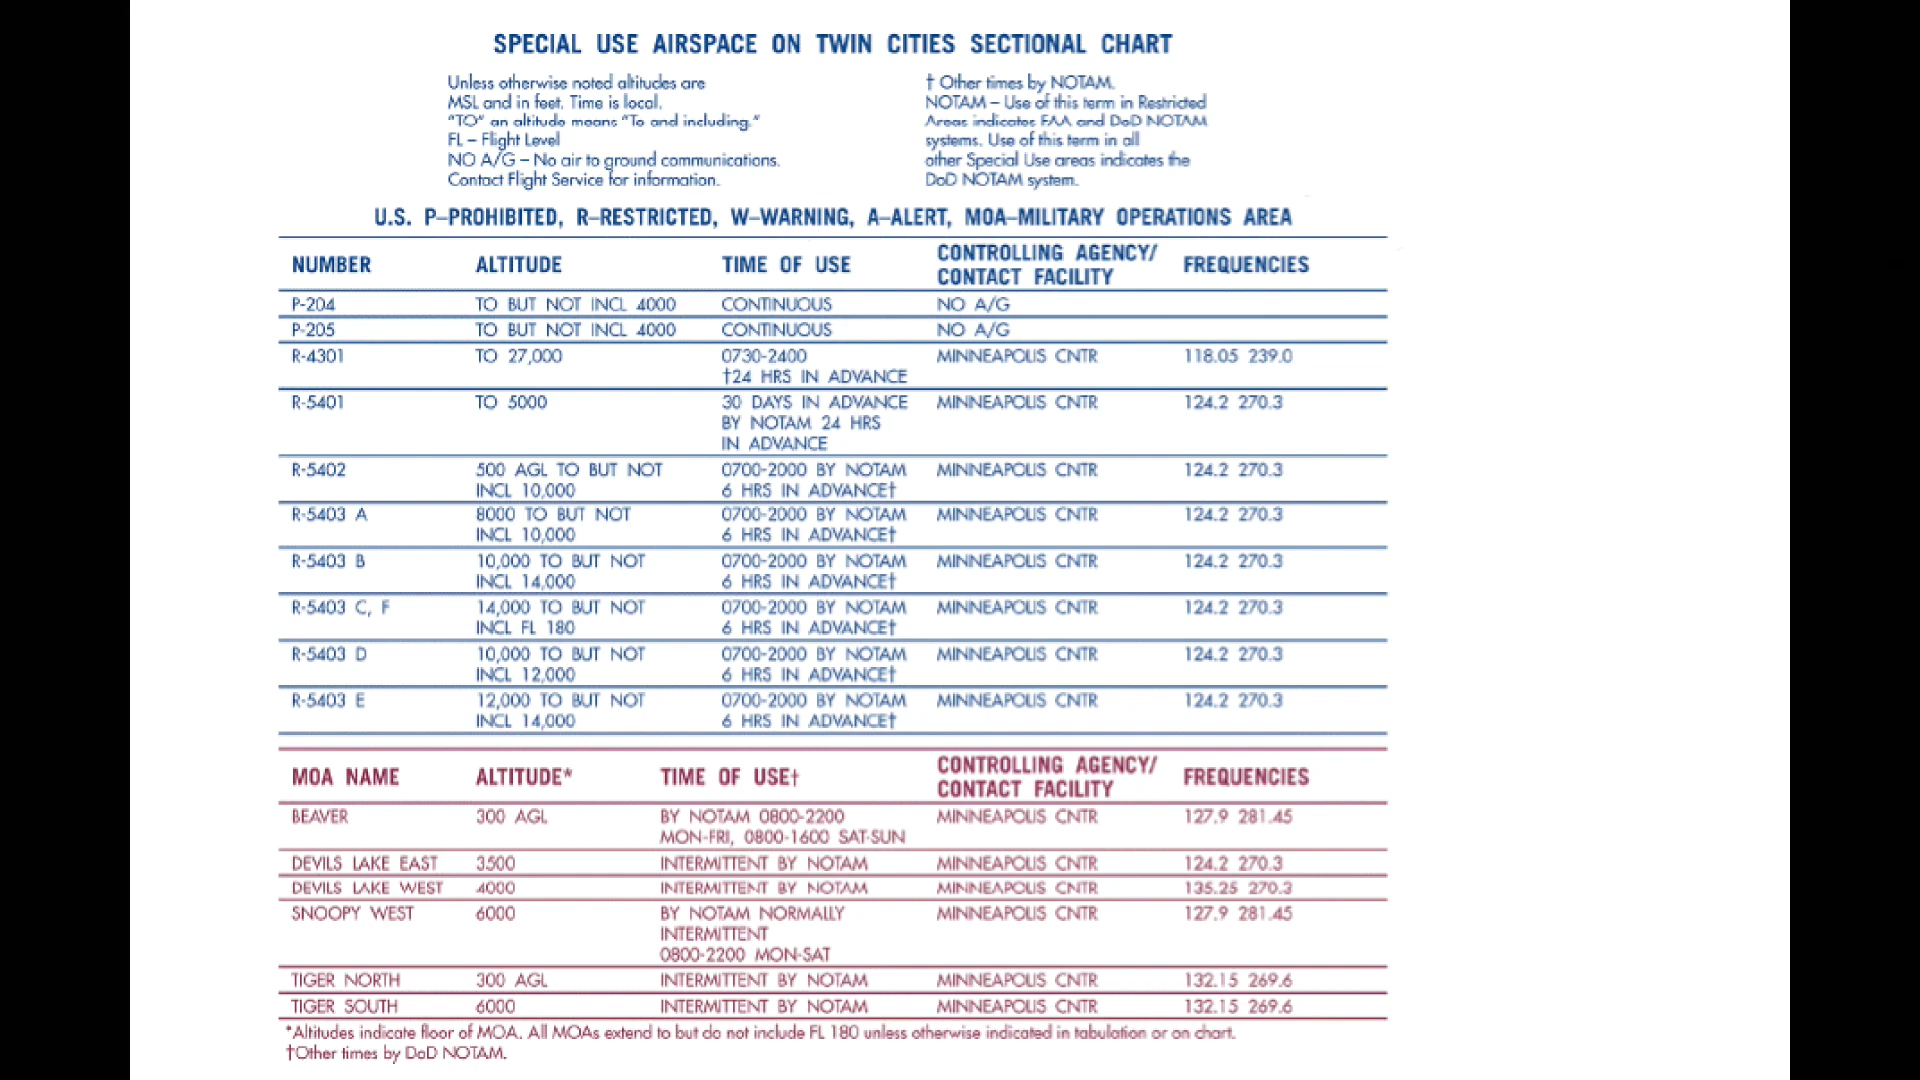 SPECIAL USE AIRSPACE ON TWIN CITIES SECTIONAL CHART
Unless otherwise noted altitudes are
MSL and in feet. Time is local.
"TO" an altitude means "To and including."
FL – Flight Level
NO A/G – No air to ground communications.
Contact Flight Service for information.
† Other times by NOTAM.
NOTAM – Use of this term in Restricted
Areas indicates FAA and DoD NOTAM
systems. Use of this term in all
other Special Use areas indicates the
DoD NOTAM system.
U.S. P–PROHIBITED, R–RESTRICTED, W–WARNING, A–ALERT, MOA–MILITARY OPERATIONS AREA
NUMBER ALTITUDE TIME OF USE CONTROLLING AGENCY/ FREQUENCIES
CONTACT FACILITY
P-204 TO BUT NOT INCL 4000 CONTINUOUS NO A/G
P-205 TO BUT NOT INCL 4000 CONTINUOUS NO A/G
R-4301 TO 27,000 0730-2400 MINNEAPOLIS CNTR 118.05 239.0
†24 HRS IN ADVANCE
R-5401 TO 5000 30 DAYS IN ADVANCE MINNEAPOLIS CNTR 124.2 270.3
BY NOTAM 24 HRS
IN ADVANCE
R-5402 500 AGL TO BUT NOT 0700-2000 BY NOTAM MINNEAPOLIS CNTR 124.2 270.3
INCL 10,000 6 HRS IN ADVANCE†
R-5403 A 8000 TO BUT NOT 0700-2000 BY NOTAM MINNEAPOLIS CNTR 124.2 270.3
INCL 10,000 6 HRS IN ADVANCE†
R-5403 B 10,000 TO BUT NOT 0700-2000 BY NOTAM MINNEAPOLIS CNTR 124.2 270.3
INCL 14,000 6 HRS IN ADVANCE†
R-5403 C, F 14,000 TO BUT NOT 0700-2000 BY NOTAM MINNEAPOLIS CNTR 124.2 270.3
INCL FL 180 6 HRS IN ADVANCE†
R-5403 D 10,000 TO BUT NOT 0700-2000 BY NOTAM MINNEAPOLIS CNTR 124.2 270.3
INCL 12,000 6 HRS IN ADVANCE†
R-5403 E 12,000 TO BUT NOT 0700-2000 BY NOTAM MINNEAPOLIS CNTR 124.2 270.3
INCL 14,000 6 HRS IN ADVANCE†
MOA NAME ALTITUDE* TIME OF USE† CONTROLLING AGENCY/ FREQUENCIES
CONTACT FACILITY
BEAVER 300 AGL BY NOTAM 0800-2200 MINNEAPOLIS CNTR 127.9 281.45
MON-FRI, 0800-1600 SAT-SUN
DEVILS LAKE EAST 3500 INTERMITTENT BY NOTAM MINNEAPOLIS CNTR 124.2 270.3
DEVILS LAKE WEST 4000 INTERMITTENT BY NOTAM MINNEAPOLIS CNTR 135.25 270.3
SNOOPY WEST 6000 BY NOTAM NORMALLY MINNEAPOLIS CNTR 127.9 281.45
INTERMITTENT
0800-2200 MON-SAT
TIGER NORTH 300 AGL INTERMITTENT BY NOTAM MINNEAPOLIS CNTR 132.15 269.6
TIGER SOUTH 6000 INTERMITTENT BY NOTAM MINNEAPOLIS CNTR 132.15 269.6
*Altitudes indicate floor of MOA. All MOAs extend to but do not include FL 180 unless otherwise indicated in tabulation or on chart.
†Other times by DoD NOTAM.